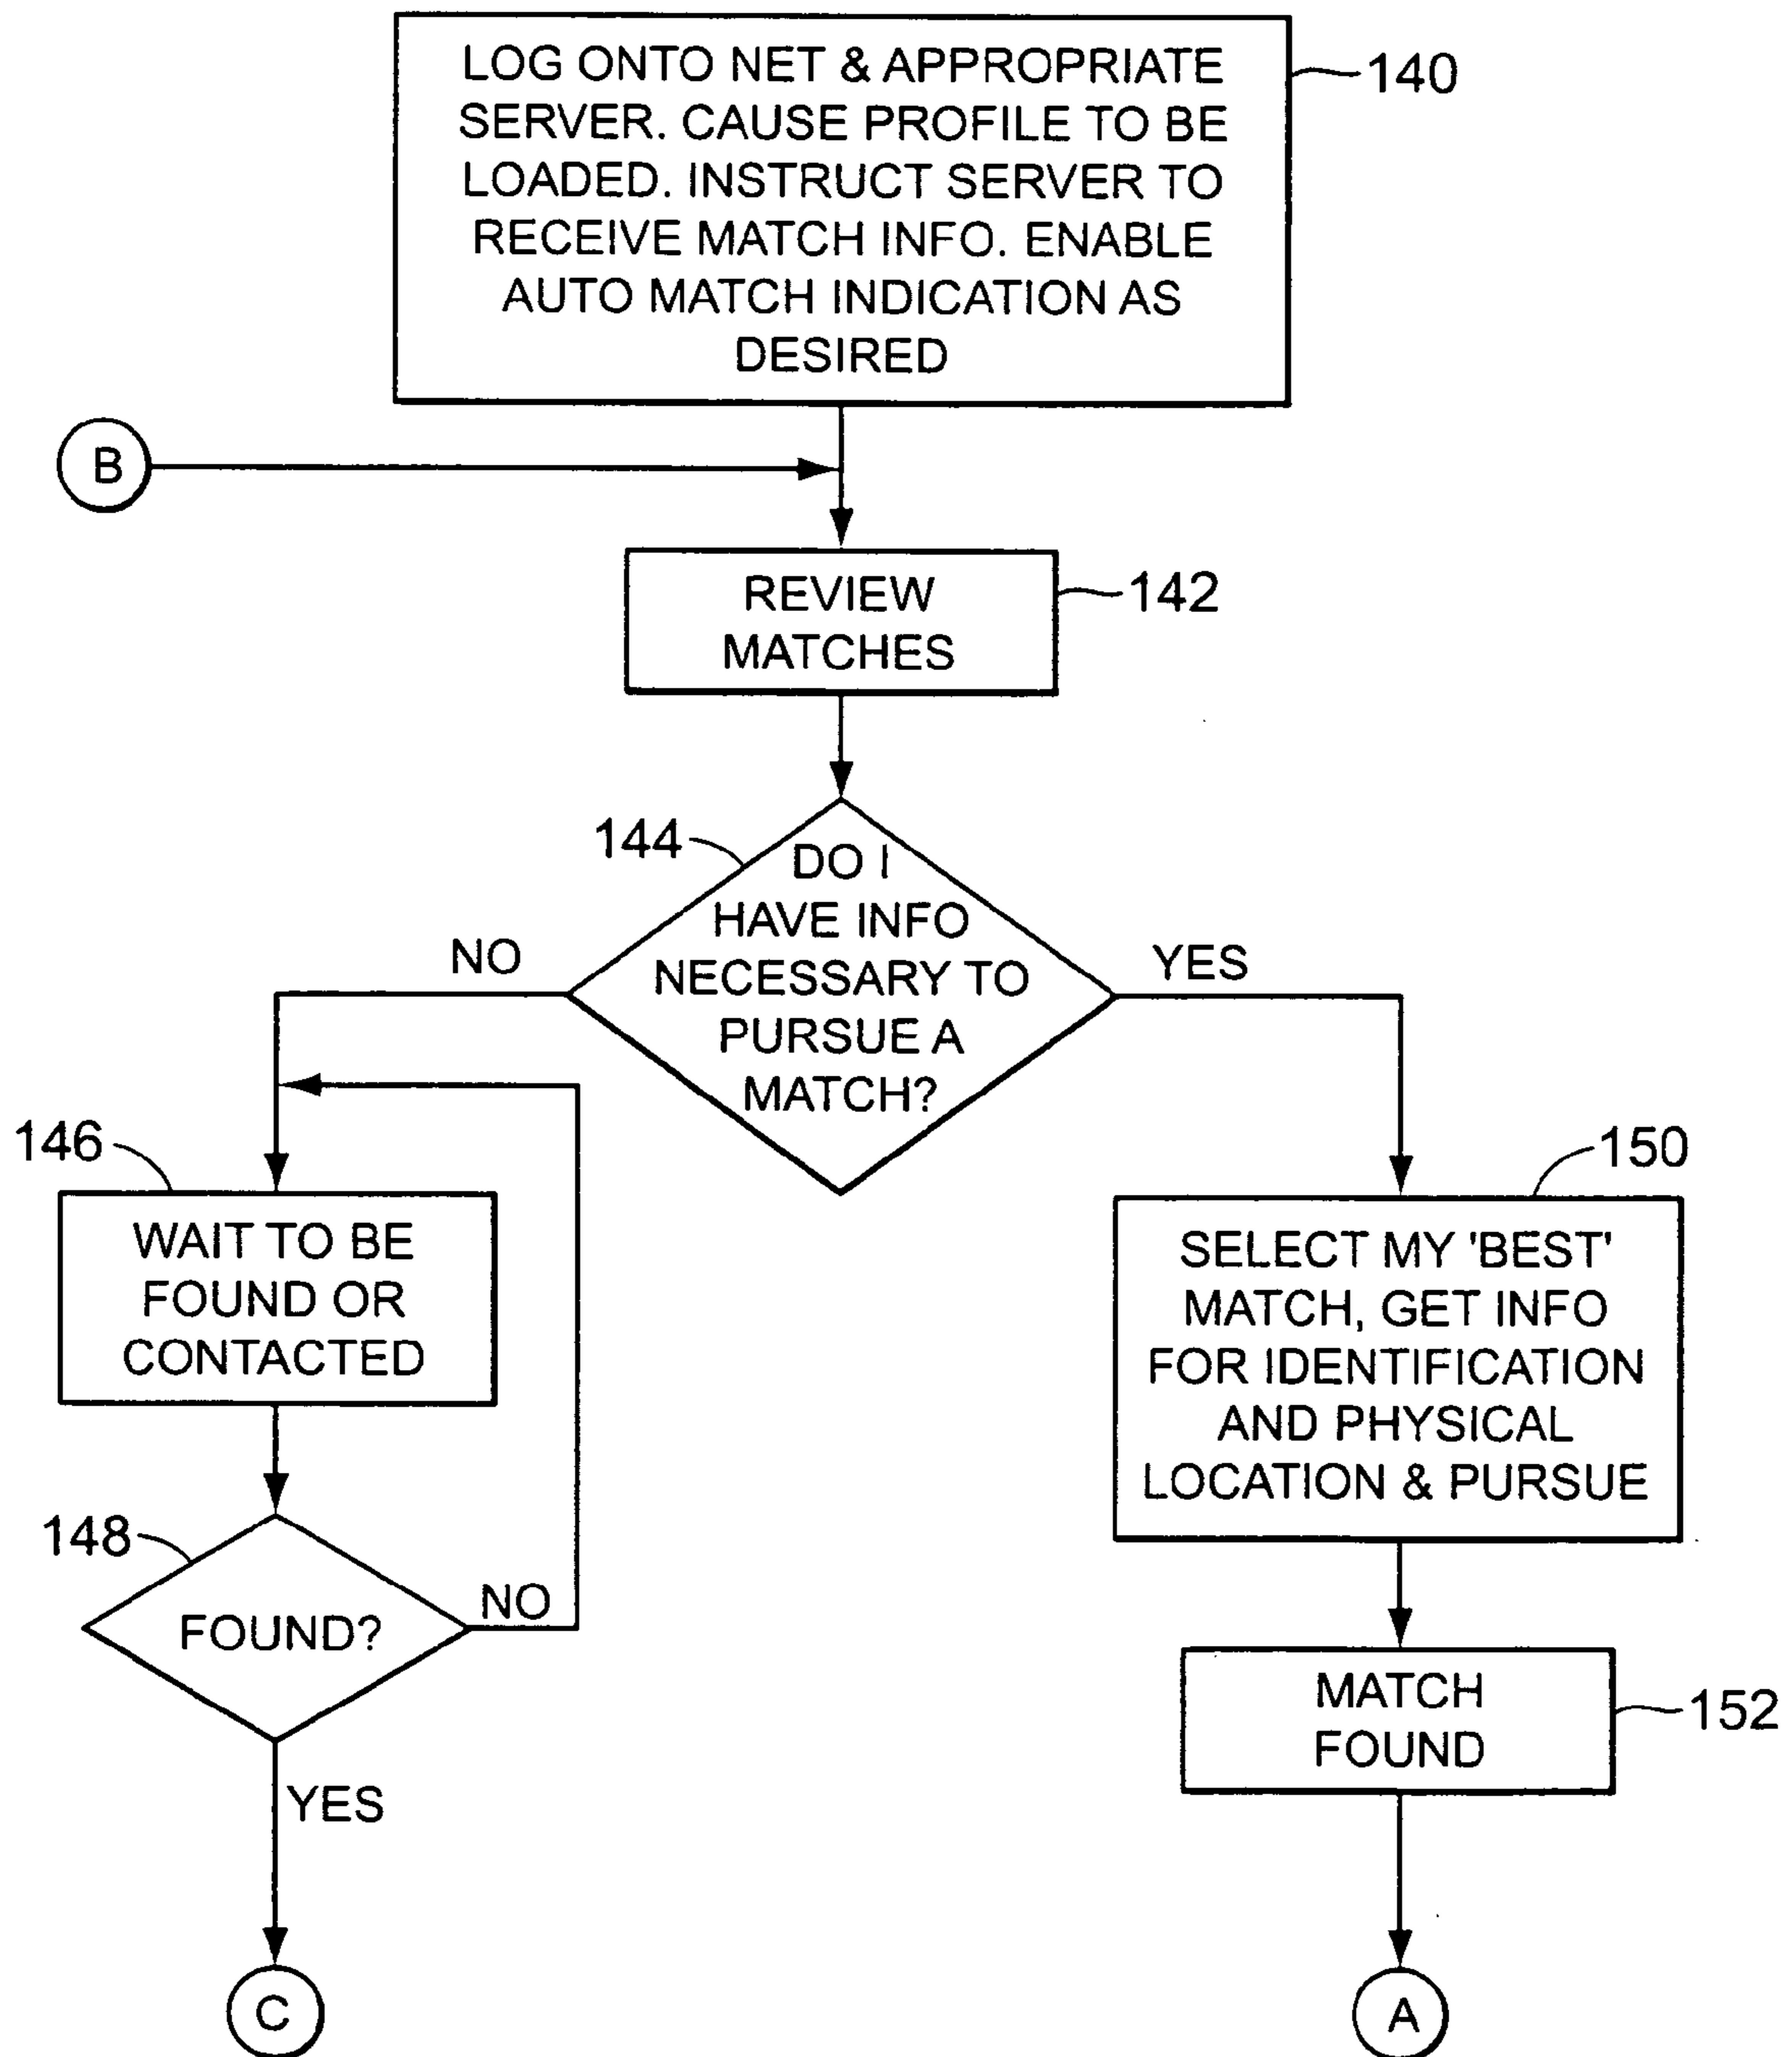 LOG ONTO NET & APPROPRIATE
SERVER. CAUSE PROFILE TO BE
LOADED. INSTRUCT SERVER TO
RECEIVE MATCH INFO. ENABLE
AUTO MATCH INDICATION AS
DESIRED
140
B
REVIEW
MATCHES
142
144
DO I
HAVE INFO
NECESSARY TO
PURSUE A
MATCH?
NO
YES
146
WAIT TO BE
FOUND OR
CONTACTED
150
SELECT MY 'BEST'
MATCH, GET INFO
FOR IDENTIFICATION
AND PHYSICAL
LOCATION & PURSUE
148
FOUND?
NO
YES
MATCH
FOUND
152
C
A